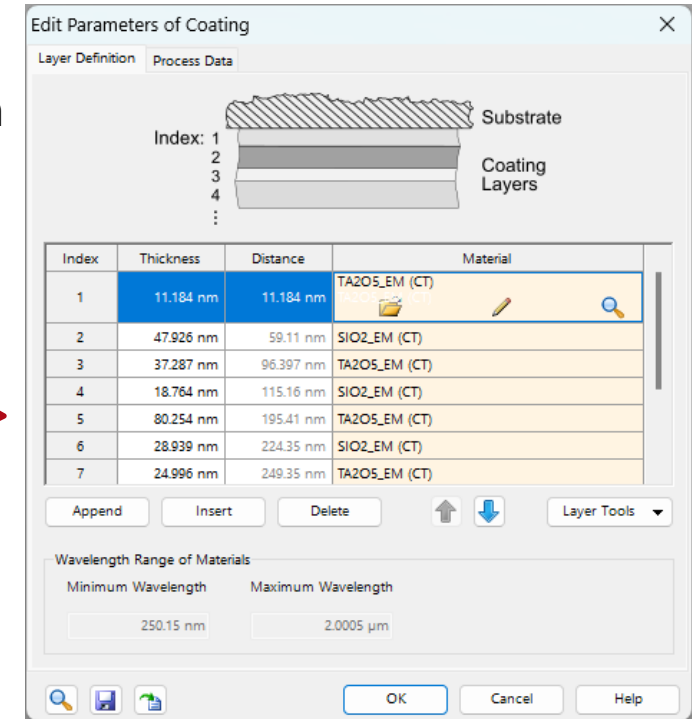 Edit Parameters of Coating
Layer Definition Process Data
Substrate
Index: 1
2
3
4
⋮
Coating
Layers
Index Thickness Distance Material
1 11.184 nm 11.184 nm TA2O5_EM (CT)
2 47.926 nm 59.11 nm SIO2_EM (CT)
3 37.287 nm 96.397 nm TA2O5_EM (CT)
4 18.764 nm 115.16 nm SIO2_EM (CT)
5 80.254 nm 195.41 nm TA2O5_EM (CT)
6 28.939 nm 224.35 nm SIO2_EM (CT)
7 24.996 nm 249.35 nm TA2O5_EM (CT)
Append Insert Delete Layer Tools
Wavelength Range of Materials
Minimum Wavelength Maximum Wavelength
250.15 nm 2.0005 µm
OK Cancel Help